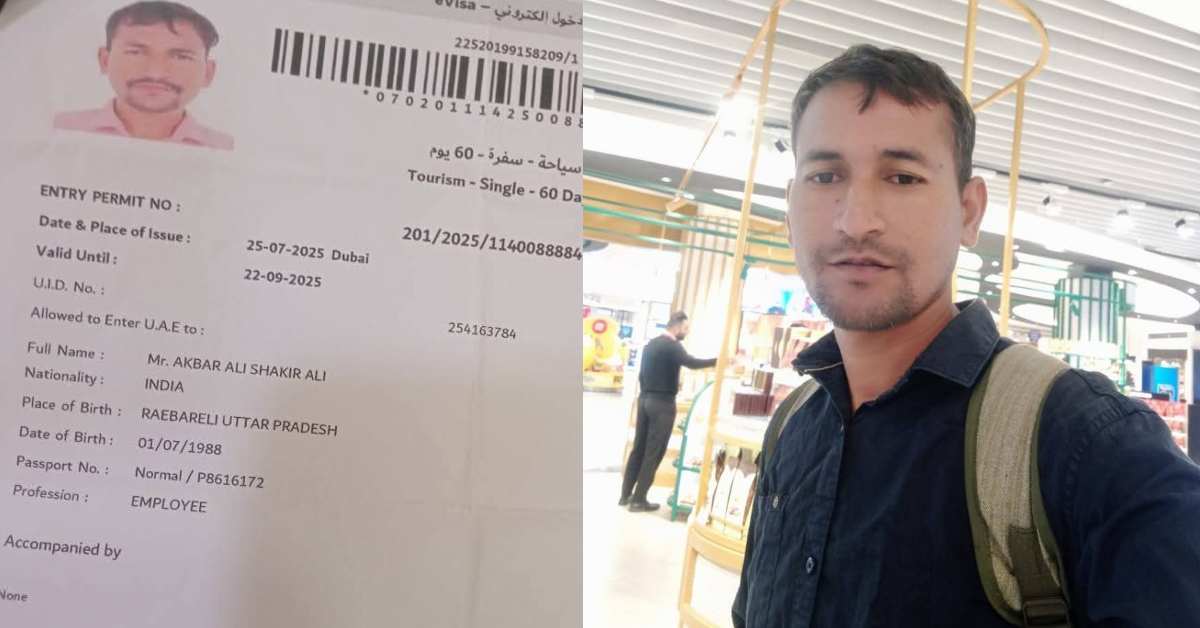 eVisa – دخول الكتروني
22520199158209/1
سياحة - سفرة - 60 يوم
Tourism - Single - 60 Da
ENTRY PERMIT NO :
201/2025/1140088884
Date & Place of Issue : 25-07-2025 Dubai
Valid Until : 22-09-2025
U.I.D. No. : 254163784
Allowed to Enter U.A.E to :
Full Name : Mr. AKBAR ALI SHAKIR ALI
Nationality : INDIA
Place of Birth : RAEBARELI UTTAR PRADESH
Date of Birth : 01/07/1988
Passport No. : Normal / P8616172
Profession : EMPLOYEE
Accompanied by
None